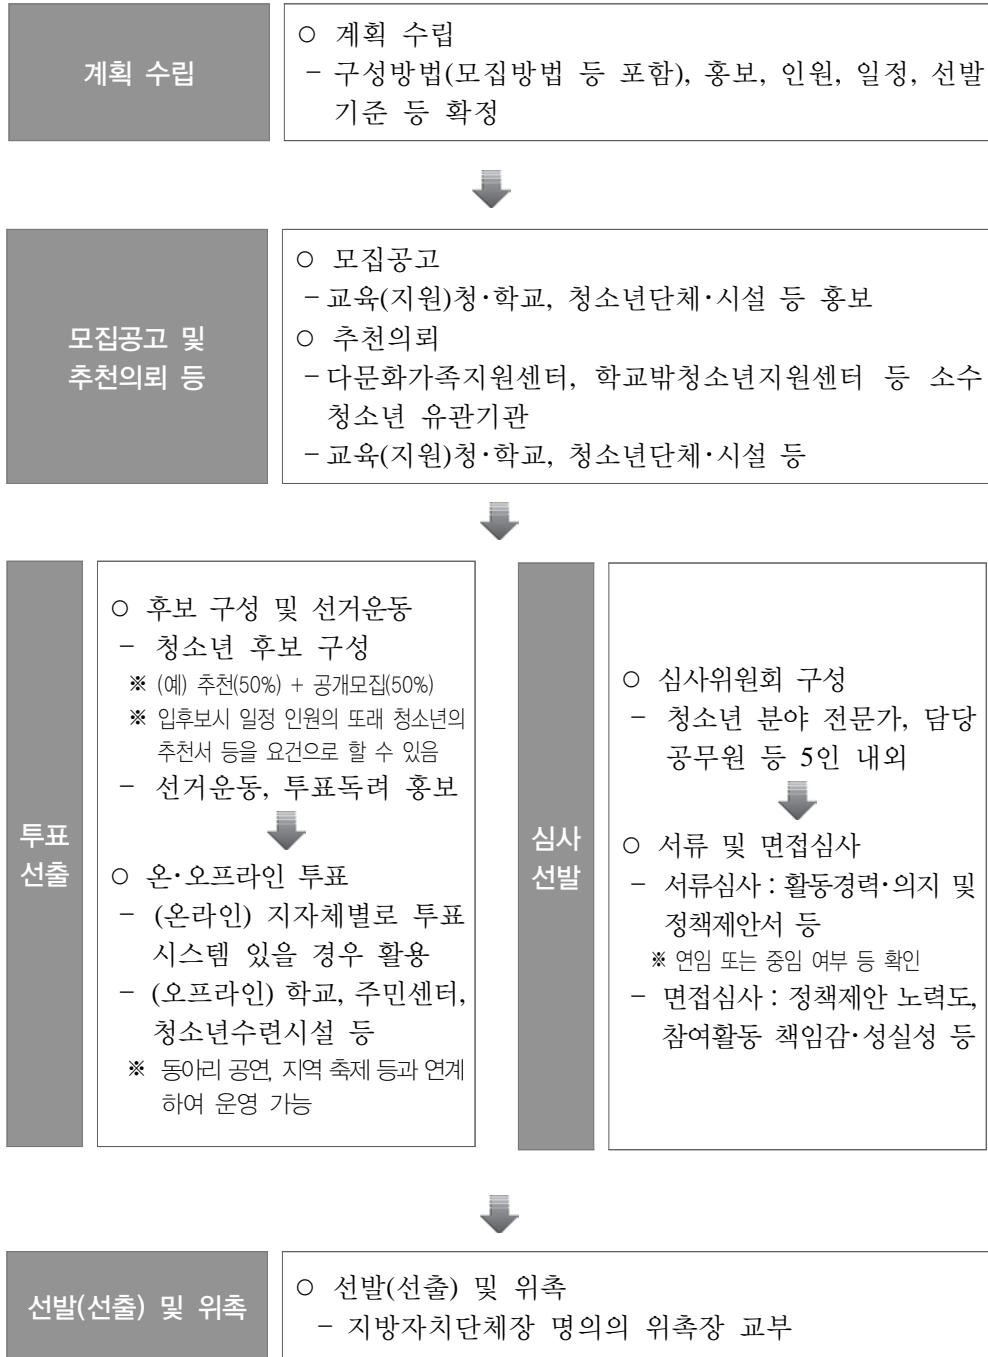 계획 수립
○ 계획 수립
- 구성방법(모집방법 등 포함), 홍보, 인원, 일정, 선발
기준 등 확정
모집공고 및
추천의뢰 등
○ 모집공고
- 교육(지원)청·학교, 청소년단체·시설 등 홍보
○ 추천의뢰
- 다문화가족지원센터, 학교밖청소년지원센터 등 소수
청소년 유관기관
- 교육(지원)청·학교, 청소년단체·시설 등
투표
선출
○ 후보 구성 및 선거운동
- 청소년 후보 구성
※ (예) 추천(50%) + 공개모집(50%)
※ 입후보시 일정 인원의 또래 청소년의
추천서 등을 요건으로 할 수 있음
- 선거운동, 투표독려 홍보
○ 온·오프라인 투표
- (온라인) 지자체별로 투표
시스템 있을 경우 활용
- (오프라인) 학교, 주민센터,
청소년수련시설 등
※ 동아리 공연, 지역 축제 등과 연계
하여 운영 가능
심사
선발
○ 심사위원회 구성
- 청소년 분야 전문가, 담당
공무원 등 5인 내외
○ 서류 및 면접심사
- 서류심사 : 활동경력·의지 및
정책제안서 등
※ 연임 또는 중임 여부 등 확인
- 면접심사 : 정책제안 노력도,
참여활동 책임감·성실성 등
선발(선출) 및 위촉
○ 선발(선출) 및 위촉
- 지방자치단체장 명의의 위촉장 교부